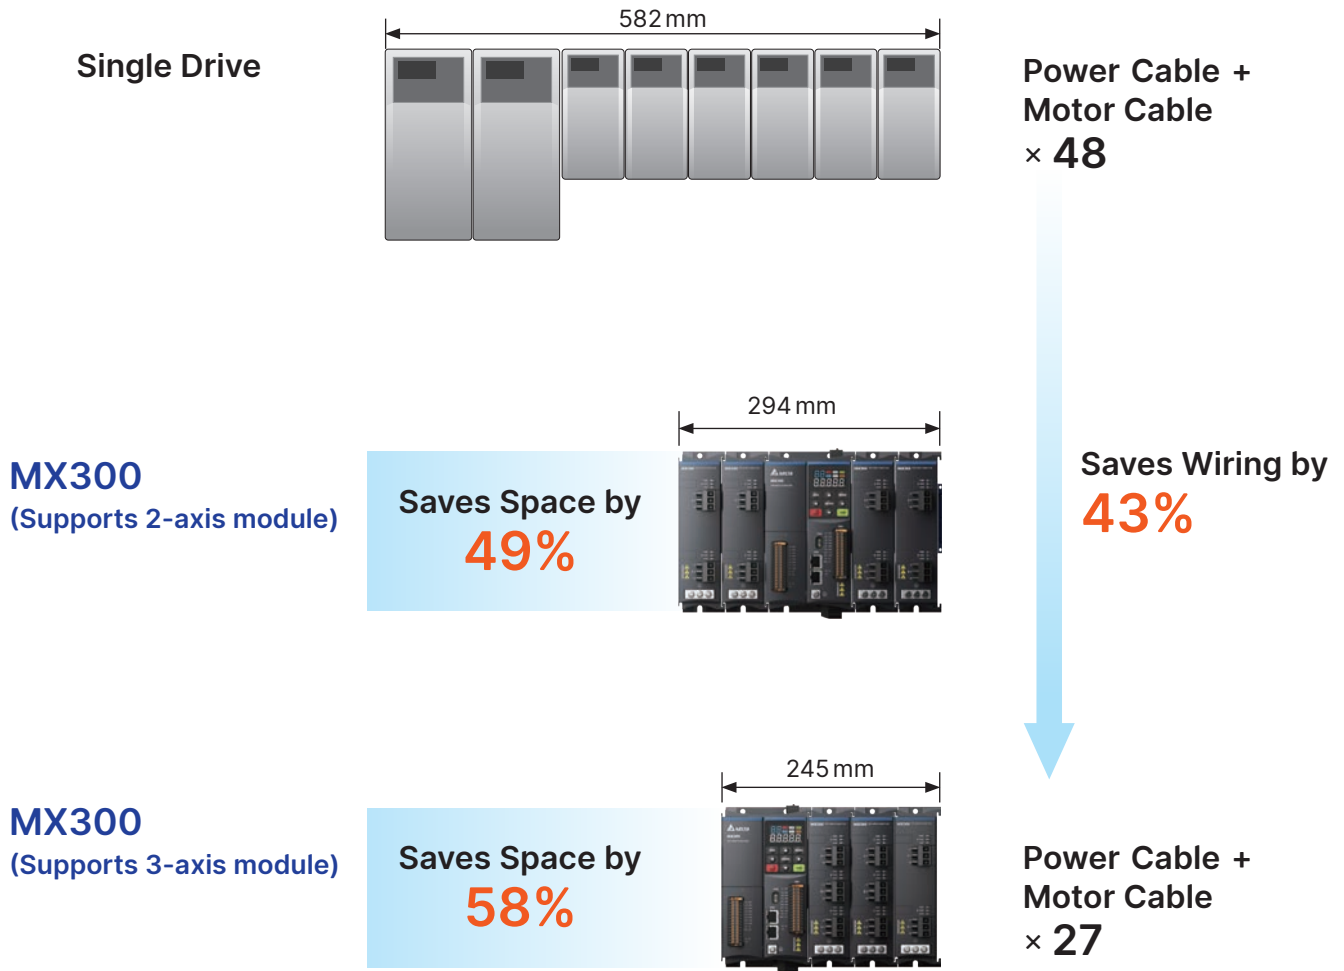 582 mm
Single Drive
Power Cable +
Motor Cable
× 48
294 mm
MX300
(Supports 2-axis module)
Saves Space by
49%
Saves Wiring by
43%
245 mm
MX300
(Supports 3-axis module)
Saves Space by
58%
Power Cable +
Motor Cable
× 27